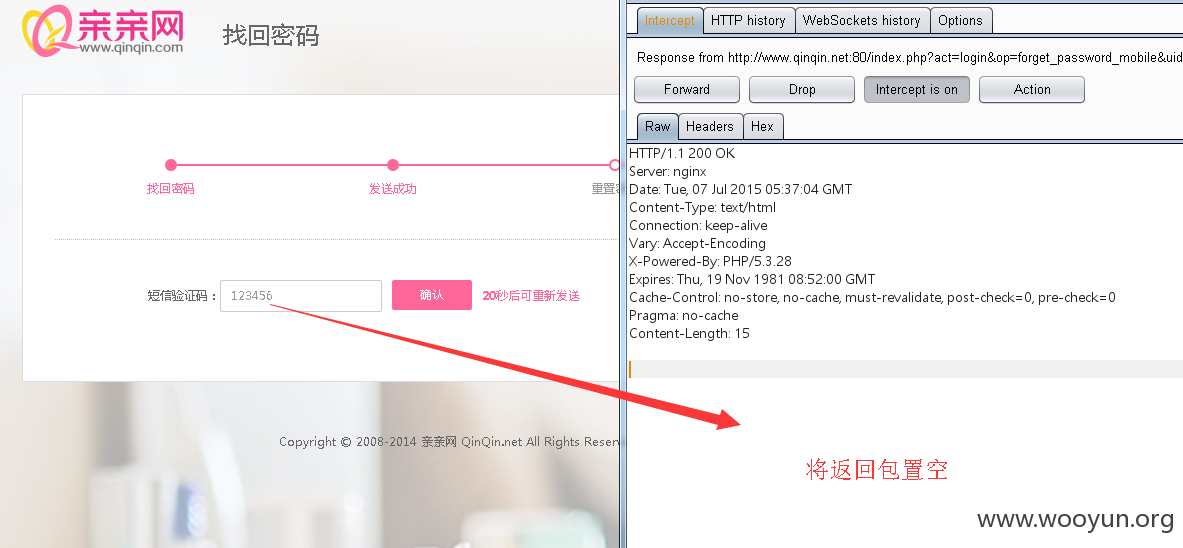 亲亲网
www.qinqin.com
找回密码
找回密码
发送成功
重置
短信验证码：
123456
确认
20秒后可重新发送
Copyright © 2008-2014 亲亲网 QinQin.net All Rights Reserv
Intercept
HTTP history
WebSockets history
Options
Response from http://www.qinqin.net:80/index.php?act=login&op=forget_password_mobile&uid
Forward
Drop
Intercept is on
Action
Raw
Headers
Hex
HTTP/1.1 200 OK
Server: nginx
Date: Tue, 07 Jul 2015 05:37:04 GMT
Content-Type: text/html
Connection: keep-alive
Vary: Accept-Encoding
X-Powered-By: PHP/5.3.28
Expires: Thu, 19 Nov 1981 08:52:00 GMT
Cache-Control: no-store, no-cache, must-revalidate, post-check=0, pre-check=0
Pragma: no-cache
Content-Length: 15
将返回包置空
www.wooyun.org